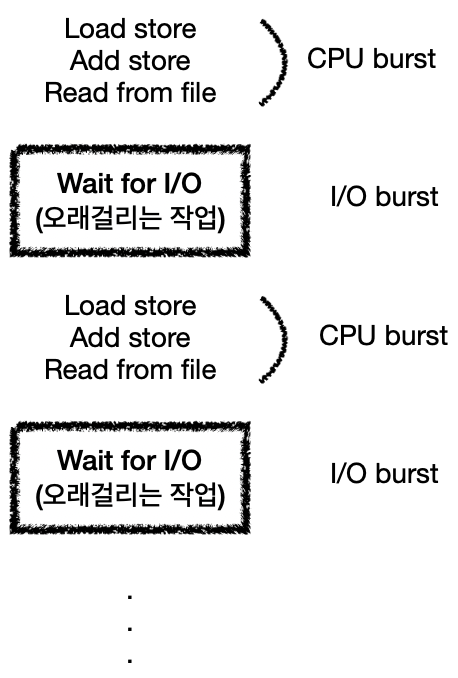 Load store
Add store
Read from file
CPU burst
Wait for I/O
(오래걸리는 작업)
I/O burst
Load store
Add store
Read from file
CPU burst
Wait for I/O
(오래걸리는 작업)
I/O burst
.
.
.